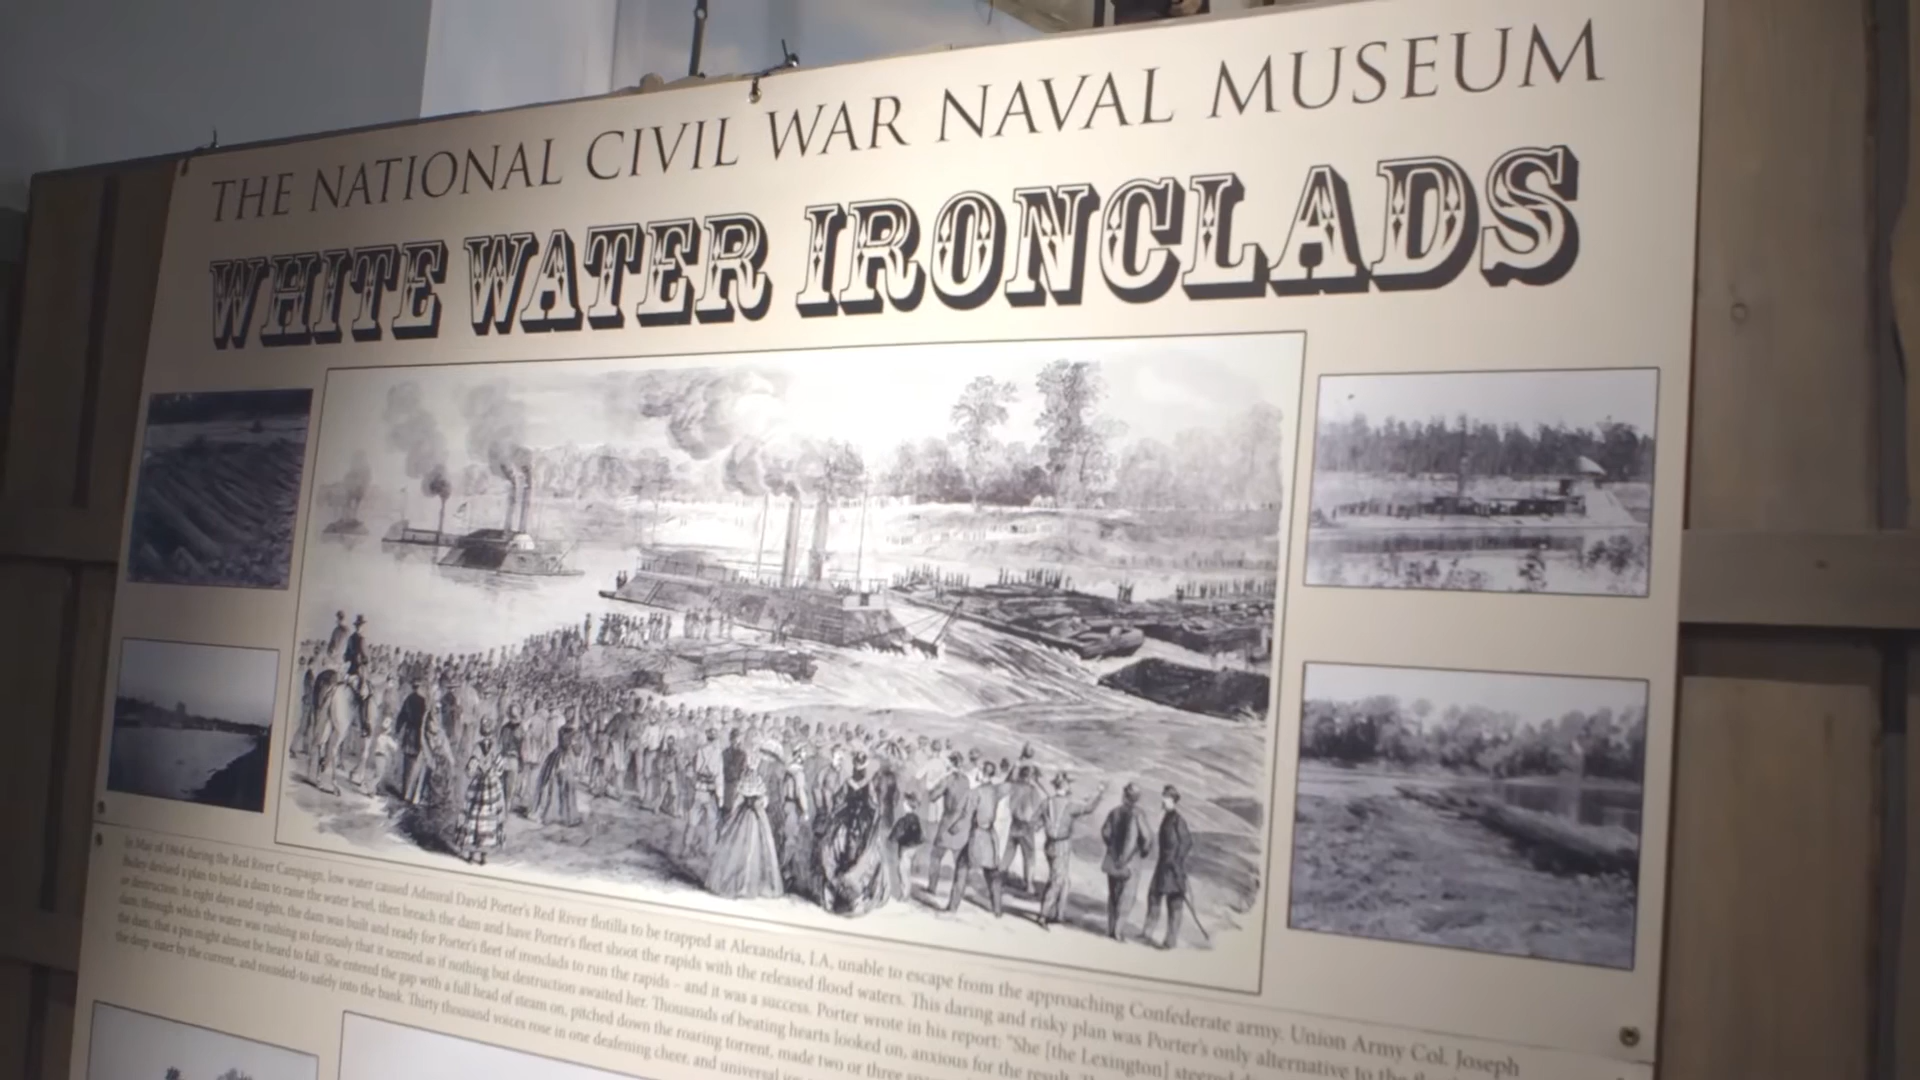 THE NATIONAL CIVIL WAR NAVAL MUSEUM
WHITE WATER IRONCLADS
In May of 1864 during the Red River Campaign, low water caused Admiral David Porter's Red River flotilla to be trapped at Alexandria, LA, unable to escape from the approaching Confederate army. Union Army Col. Joseph
Bailey devised a plan to build a dam to raise the water level, then breach the dam and have Porter's fleet shoot the rapids with the released flood waters. This daring and risky plan was Porter's only alternative to the
or destruction. In eight days and nights, the dam was built and ready for Porter's fleet of ironclads to run the rapids – and it was a success. Porter wrote in his report: "She [the Lexington] steered
dam, through which the water was rushing so furiously that it seemed as if nothing but destruction awaited her. Thousands of beating hearts looked on, anxious for the result.
the dam, that a pin might almost be heard to fall. She entered the gap with a full head of steam on, pitched down the roaring torrent, made two or three
the deep water by the current, and rounded-to safely into the bank. Thirty thousand voices rose in one deafening cheer, and universal